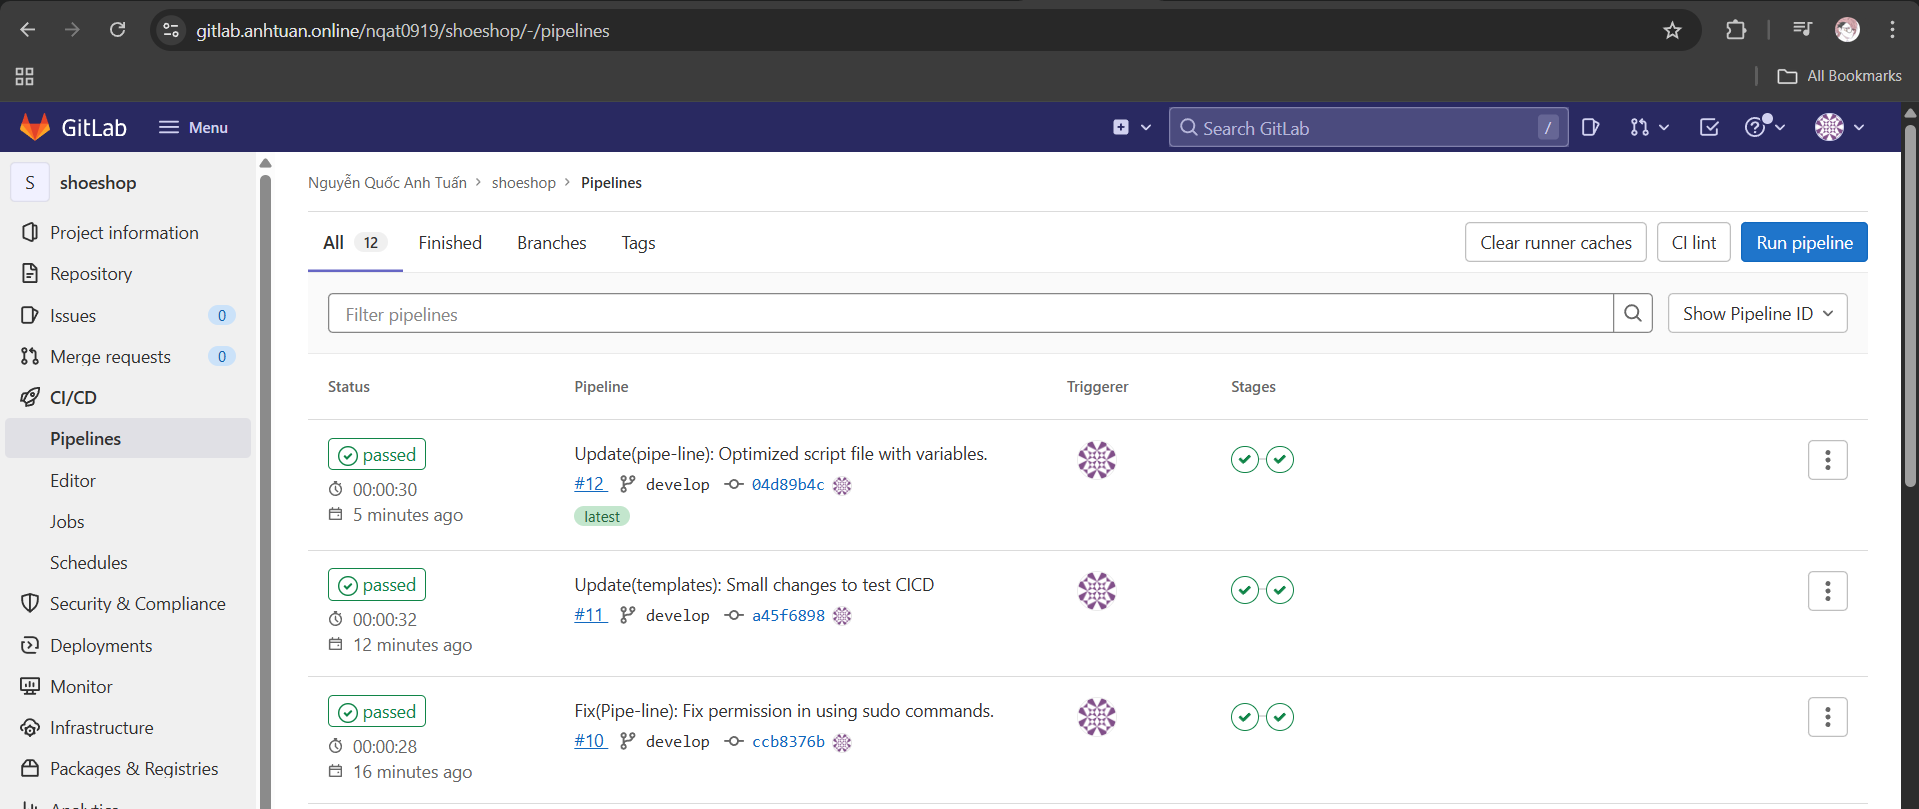 gitlab.anhtuan.online/nqat0919/shoeshop/-/pipelines
All Bookmarks
GitLab
Menu
Search GitLab
/
S
shoeshop
Project information
Repository
Issues 0
Merge requests 0
CI/CD
Pipelines
Editor
Jobs
Schedules
Security & Compliance
Deployments
Monitor
Infrastructure
Packages & Registries
Nguyễn Quốc Anh Tuấn > shoeshop > Pipelines
All 12 Finished Branches Tags
Clear runner caches CI lint Run pipeline
Filter pipelines
Show Pipeline ID
Status Pipeline Triggerer Stages
passed
00:00:30
5 minutes ago
Update(pipe-line): Optimized script file with variables.
#12 develop 04d89b4c
latest
passed
00:00:32
12 minutes ago
Update(templates): Small changes to test CICD
#11 develop a45f6898
passed
00:00:28
16 minutes ago
Fix(Pipe-line): Fix permission in using sudo commands.
#10 develop ccb8376b